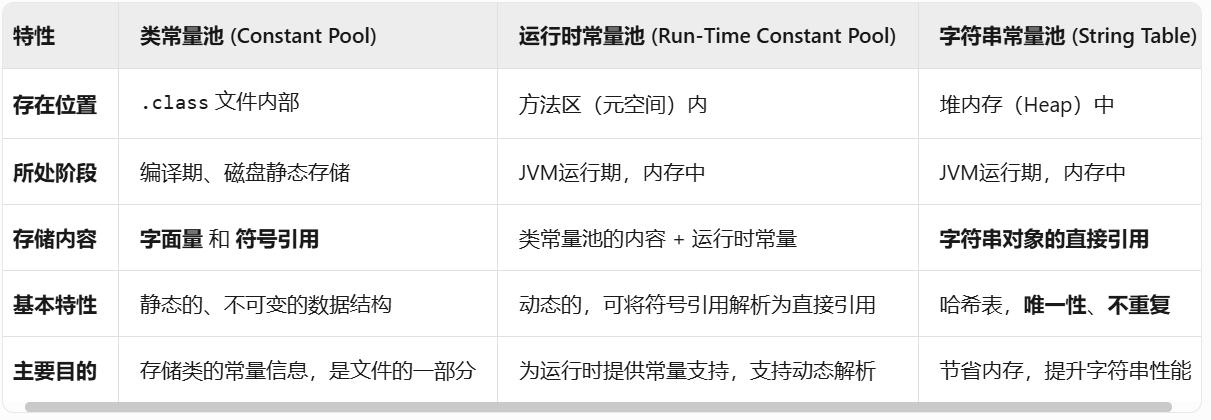 特性 类常量池 (Constant Pool) 运行时常量池 (Run-Time Constant Pool) 字符串常量池 (String Table)
存在位置 .class 文件内部 方法区（元空间）内 堆内存（Heap）中
所处阶段 编译期、磁盘静态存储 JVM运行期，内存中 JVM运行期，内存中
存储内容 字面量 和 符号引用 类常量池的内容 + 运行时常量 字符串对象的直接引用
基本特性 静态的、不可变的数据结构 动态的，可将符号引用解析为直接引用 哈希表，唯一性、不重复
主要目的 存储类的常量信息，是文件的一部分 为运行时提供常量支持，支持动态解析 节省内存，提升字符串性能